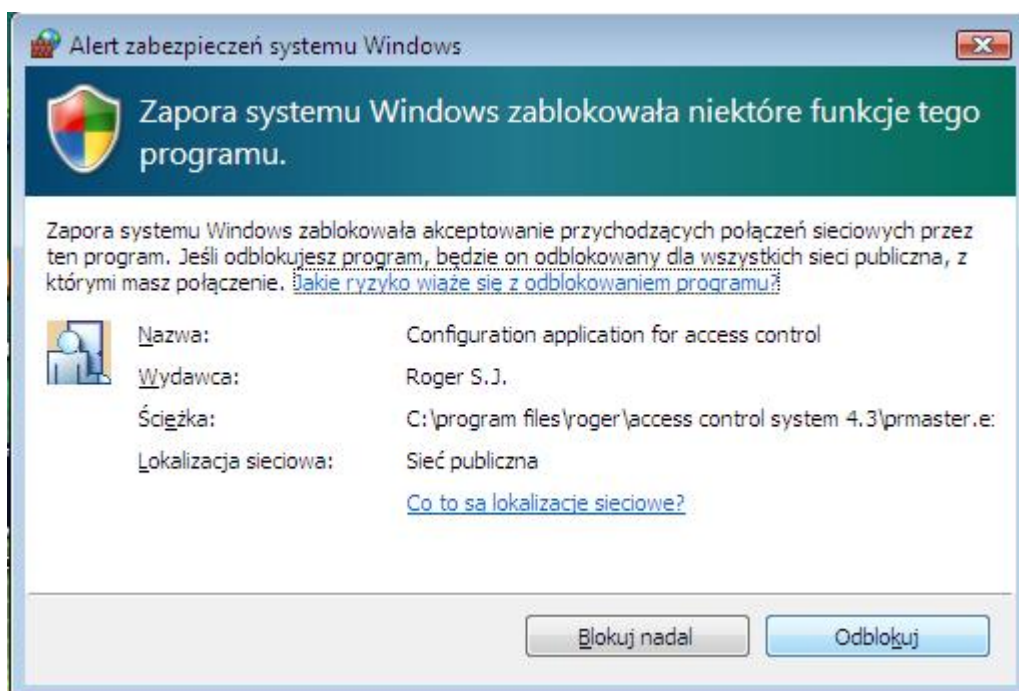 Alert zabezpieczeń systemu Windows
Zapora systemu Windows zablokowała niektóre funkcje tego
programu.
Zapora systemu Windows zablokowała akceptowanie przychodzących połączeń sieciowych przez
ten program. Jeśli odblokujesz program, będzie on odblokowany dla wszystkich sieci publiczna, z
którymi masz połączenie. Jakie ryzyko wiąże się z odblokowaniem programu?
Nazwa: Configuration application for access control
Wydawca: Roger S.J.
Ścieżka: C:\program files\roger\access control system 4.3\prmaster.e
Lokalizacja sieciowa: Sieć publiczna
Co to są lokalizacje sieciowe?
Blokuj nadal Odblokuj